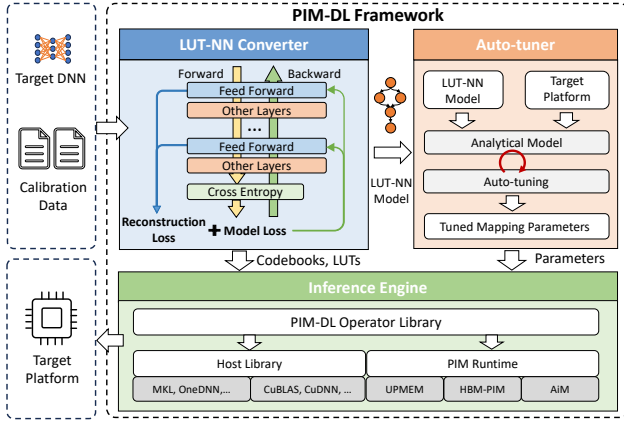 PIM-DL Framework
Target DNN
Calibration
Data
LUT-NN Converter
Forward
Backward
Feed Forward
Other Layers
...
Feed Forward
Other Layers
Cross Entropy
Reconstruction
Loss
+ Model Loss
LUT-NN
Model
Auto-tuner
LUT-NN
Model
Target
Platform
Analytical Model
Auto-tuning
Tuned Mapping Parameters
Codebooks, LUTs
Parameters
Target
Platform
Inference Engine
PIM-DL Operator Library
Host Library
PIM Runtime
MKL, OneDNN,...
CuBLAS, CuDNN, ...
UPMEM
HBM-PIM
AiM